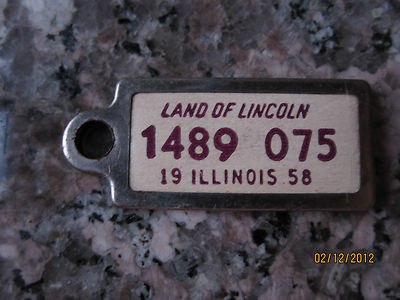 LAND OF LINCOLN
1489 075
19 ILLINOIS 58
02/12/2012